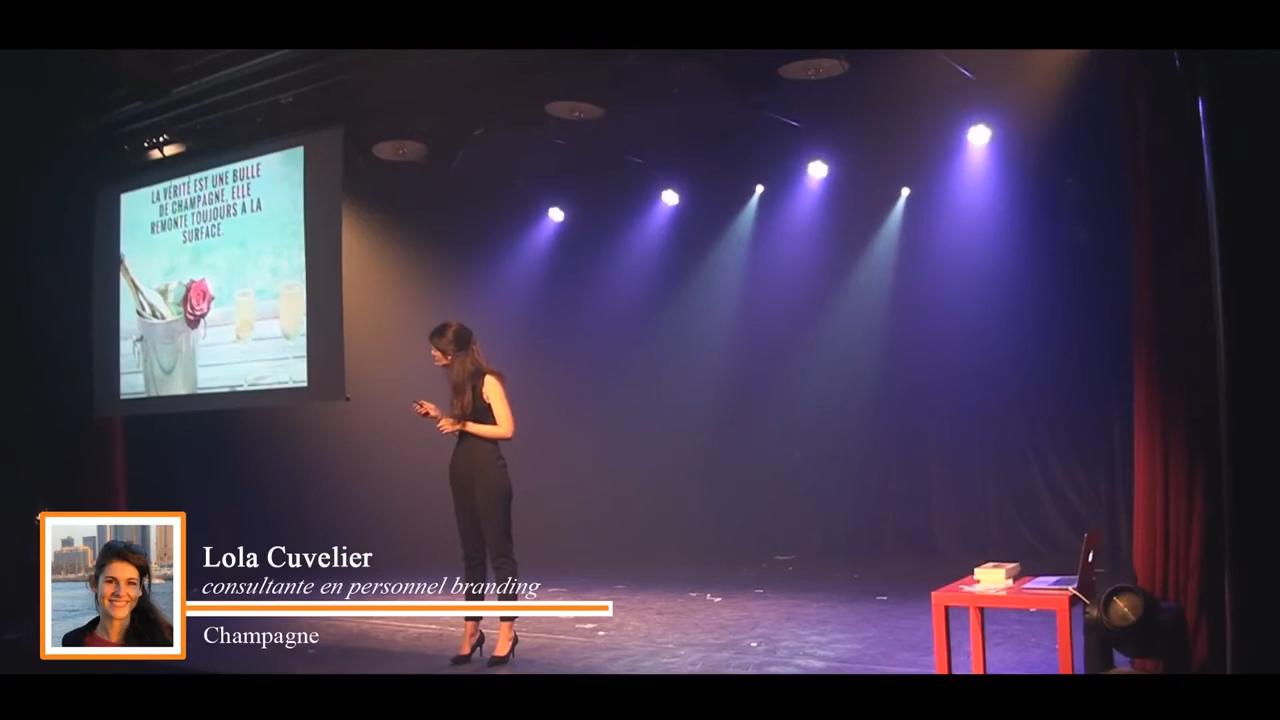 LA VÉRITÉ EST UNE BULLE
DE CHAMPAGNE, ELLE
REMONTE TOUJOURS A LA
SURFACE.
Lola Cuvelier
consultante en personnel branding
Champagne